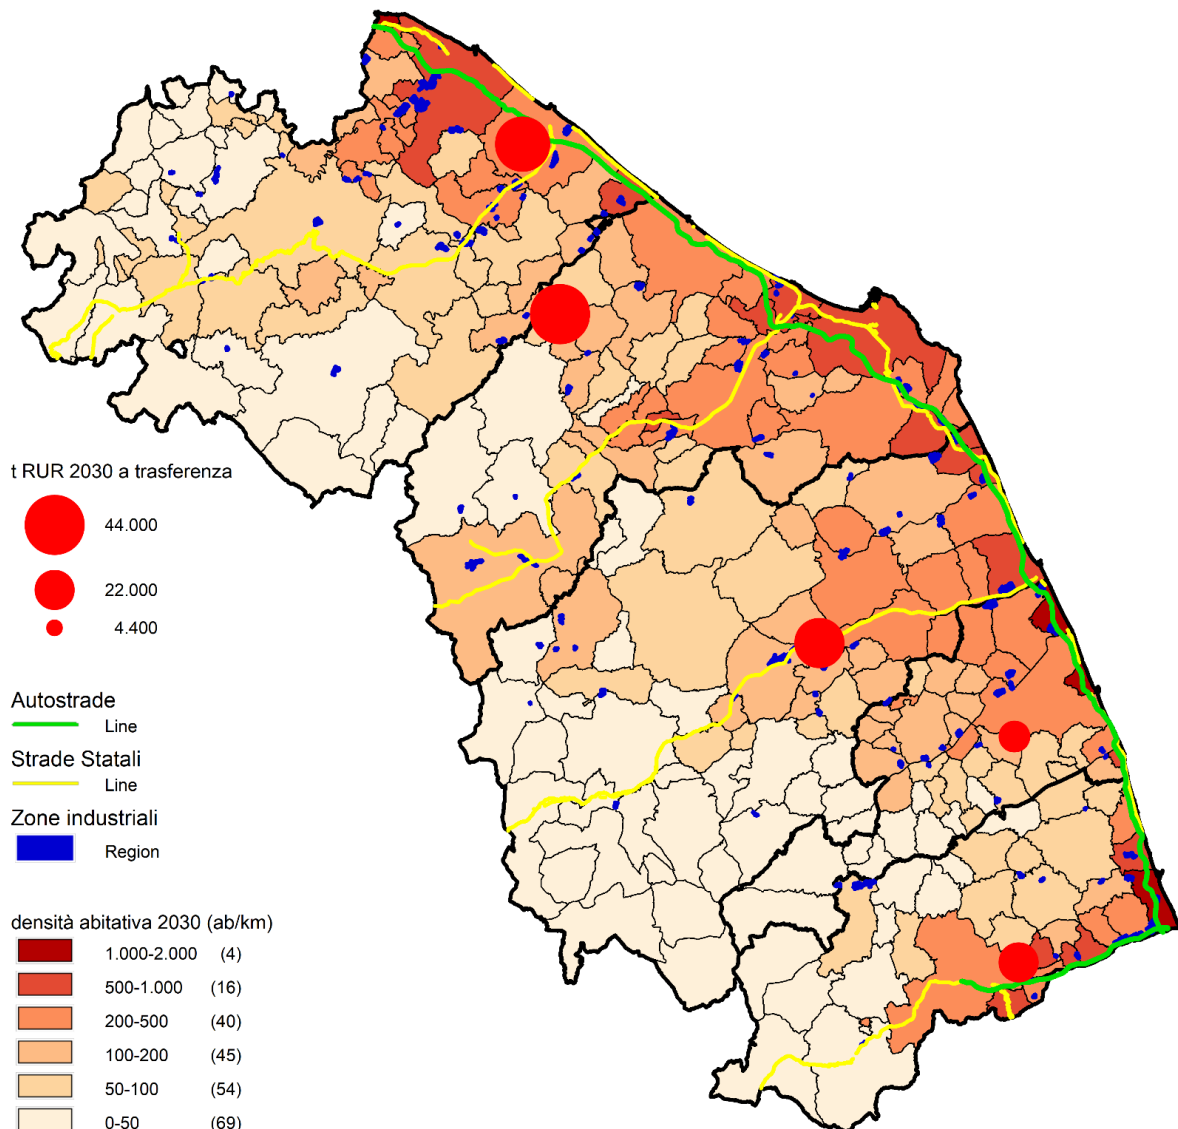 t RUR 2030 a trasferenza
44.000
22.000
4.400
Autostrade
Line
Strade Statali
Line
Zone industriali
Region
densità abitativa 2030 (ab/km)
1.000-2.000 (4)
500-1.000 (16)
200-500 (40)
100-200 (45)
50-100 (54)
0-50 (69)